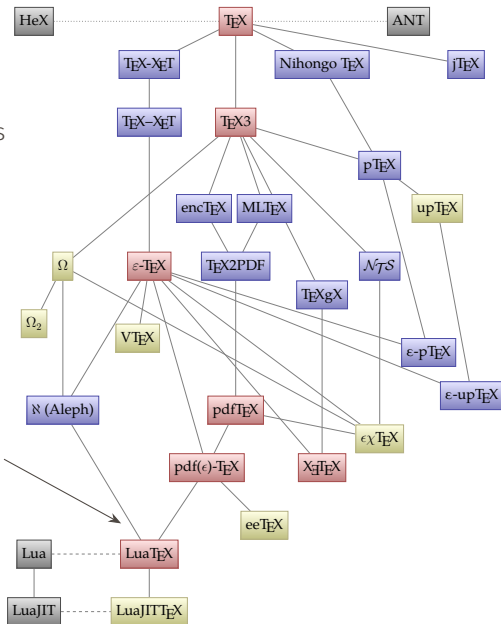 HeX
TEX
ANT
TEX-XET
Nihongo TEX
jTEX
TEX–XET
TEX3
s
pTEX
encTEX
MLTEX
upTEX
Ω
ε-TEX
TEX2PDF
NTS
TEXgX
Ω2
VTEX
ε-pTEX
ε-upTEX
ℵ (Aleph)
pdfTEX
ϵχTEX
pdf(ϵ)-TEX
XƎTEX
eeTEX
Lua
LuaTEX
LuaJIT
LuaJITTEX